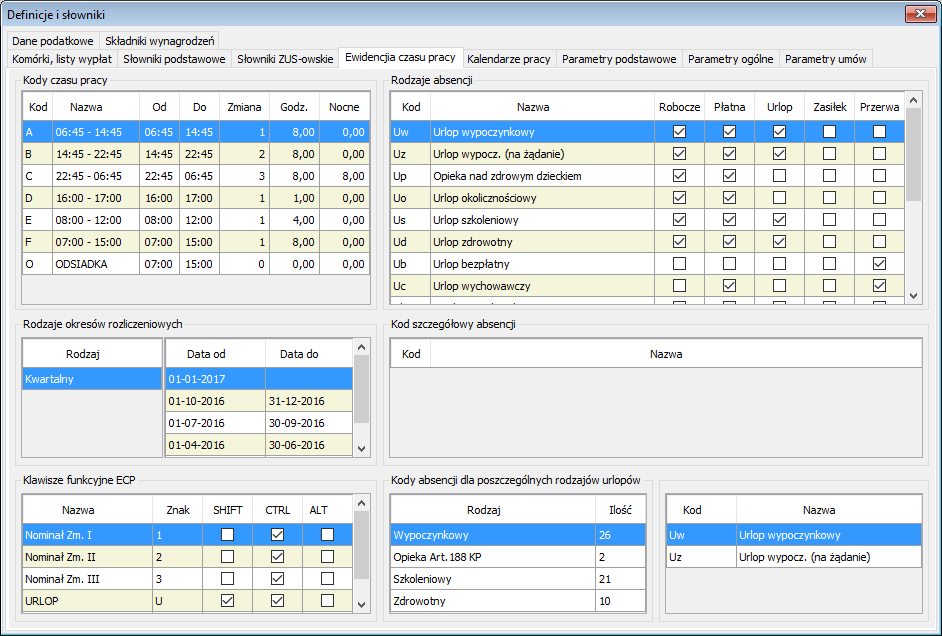 Definicje i słowniki
Dane podatkowe Składniki wynagrodzeń
Komórki, listy wypłat Słowniki podstawowe Słowniki ZUS-owskie Ewidencja czasu pracy Kalendarze pracy Parametry podstawowe Parametry ogólne Parametry umów
Kody czasu pracy
Kod Nazwa Od Do Zmiana Godz. Nocne
A 06:45 - 14:45 06:45 14:45 1 8,00 0,00
B 14:45 - 22:45 14:45 22:45 2 8,00 0,00
C 22:45 - 06:45 22:45 06:45 3 8,00 8,00
D 16:00 - 17:00 16:00 17:00 1 1,00 0,00
E 08:00 - 12:00 08:00 12:00 1 4,00 0,00
F 07:00 - 15:00 07:00 15:00 1 8,00 0,00
O ODSIADKA 07:00 15:00 0 0,00 0,00
Rodzaje absencji
Kod Nazwa Robocze Płatna Urlop Zasiłek Przerwa
Uw Urlop wypoczynkowy
Uz Urlop wypocz. (na żądanie)
Up Opieka nad zdrowym dzieckiem
Uo Urlop okolicznościowy
Us Urlop szkoleniowy
Ud Urlop zdrowotny
Ub Urlop bezpłatny
Uc Urlop wychowawczy
Rodzaje okresów rozliczeniowych
Rodzaj Data od Data do
Kwartalny 01-01-2017
01-10-2016 31-12-2016
01-07-2016 30-09-2016
01-04-2016 30-06-2016
Kod szczegółowy absencji
Kod Nazwa
Klawisze funkcyjne ECP
Nazwa Znak SHIFT CTRL ALT
Nominał Zm. I 1
Nominał Zm. II 2
Nominał Zm. III 3
URLOP U
Kody absencji dla poszczególnych rodzajów urlopów
Rodzaj Ilość
Wypoczynkowy 26
Opieka Art.188 KP 2
Szkoleniowy 21
Zdrowotny 10
Kod Nazwa
Uw Urlop wypoczynkowy
Uz Urlop wypocz. (na żądanie)